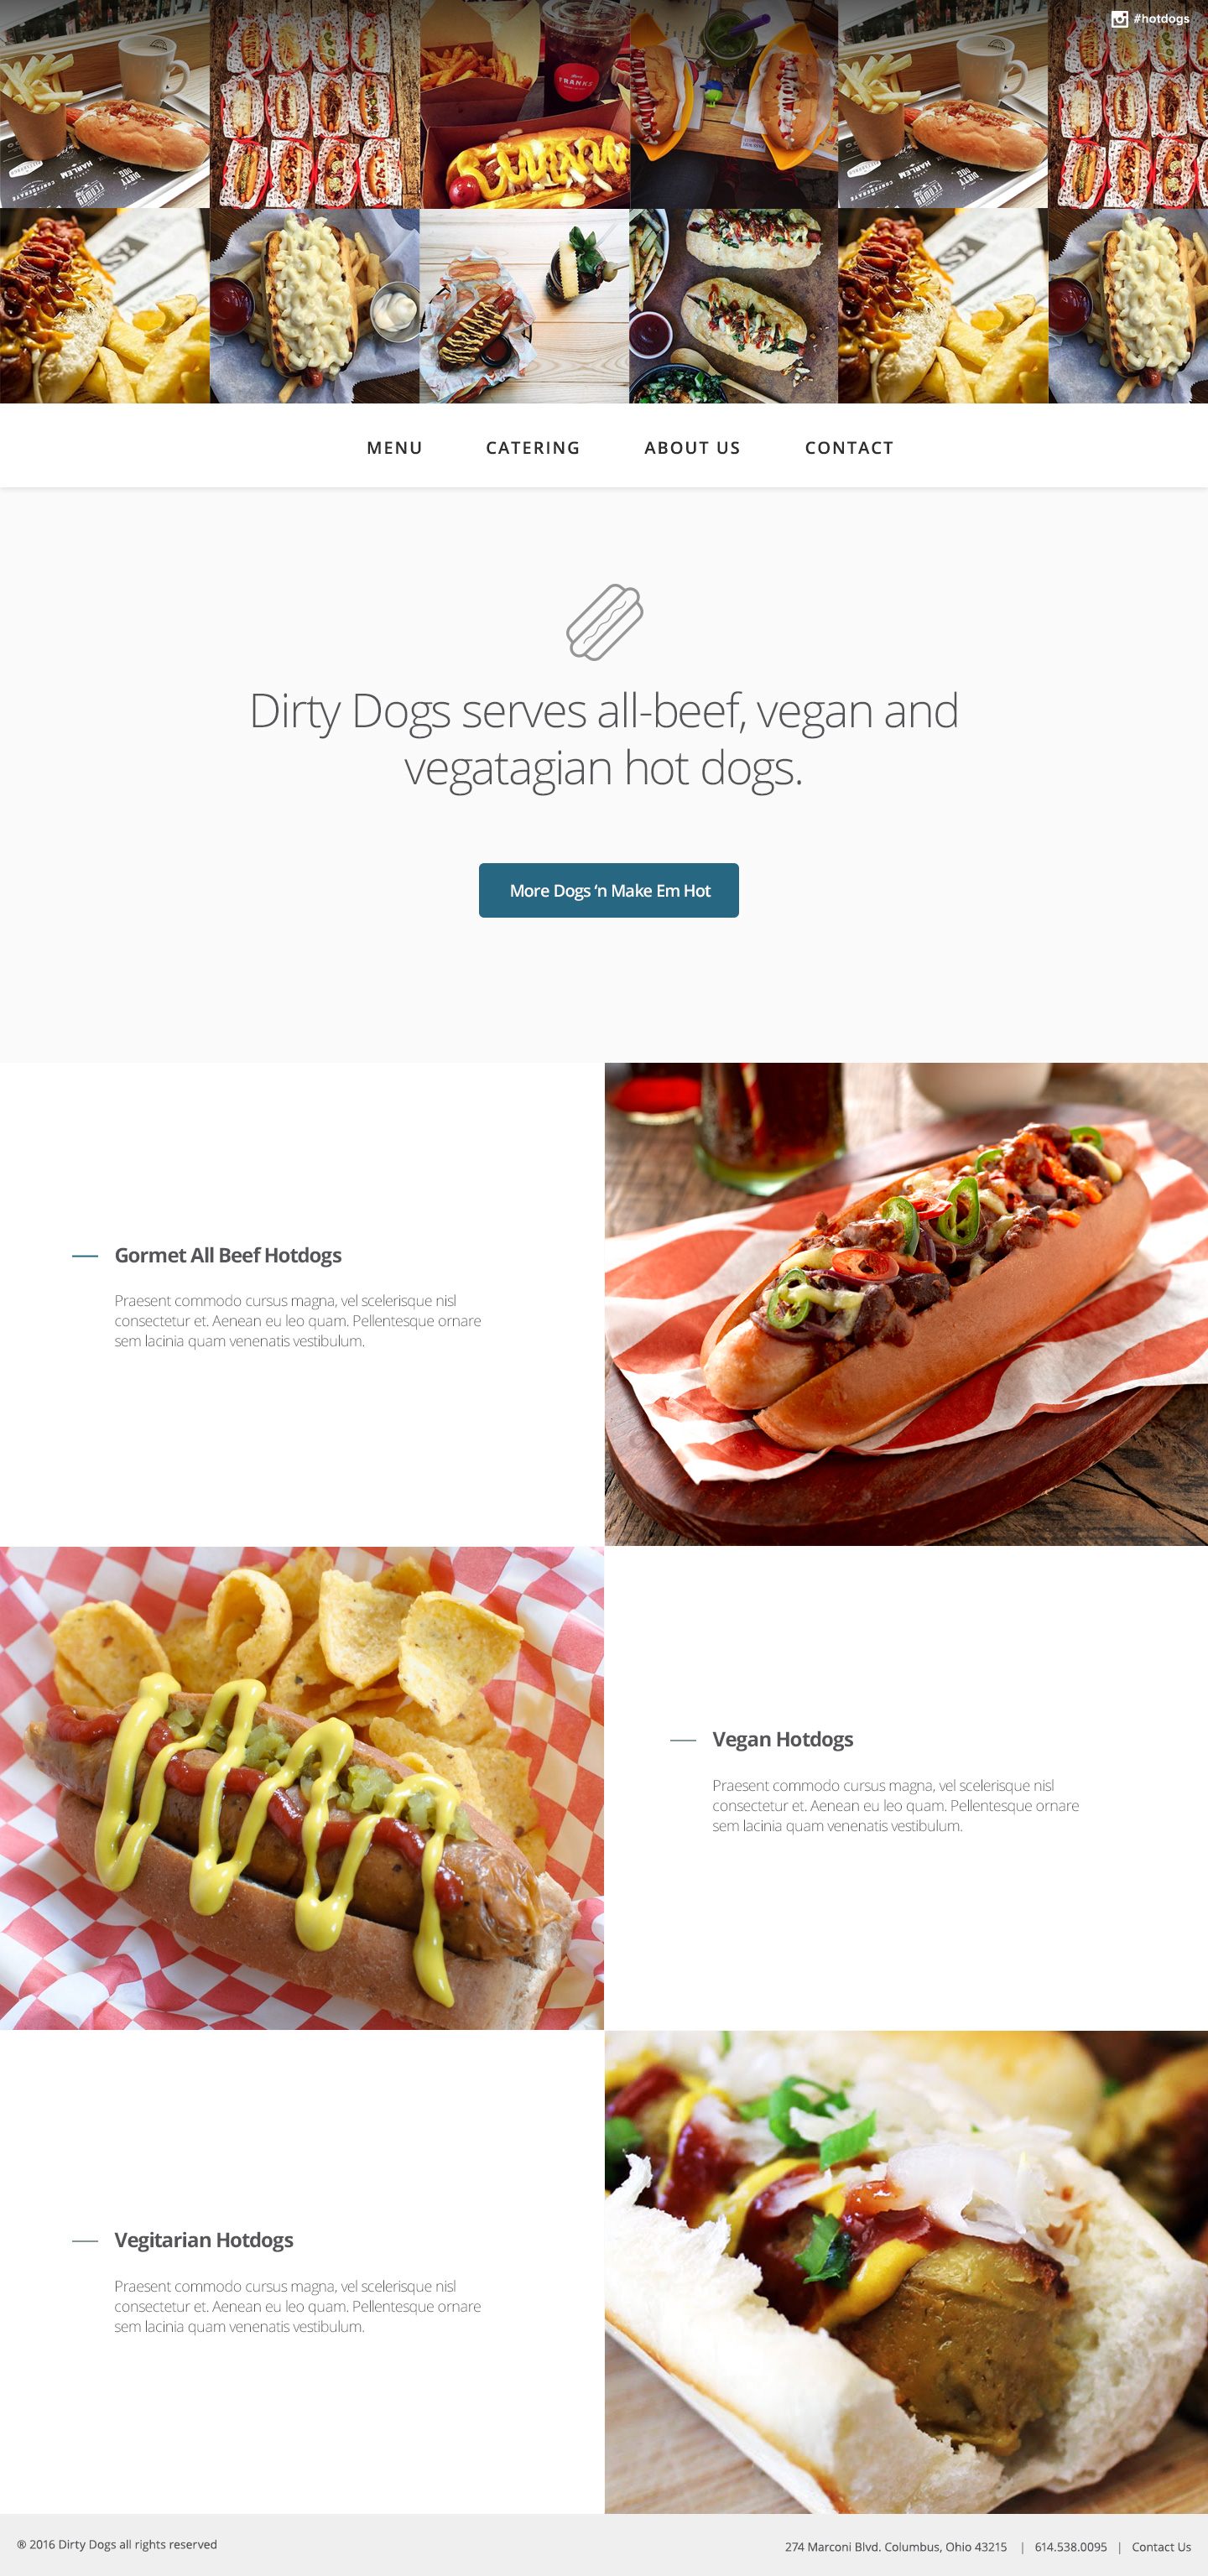 #hotdogs
FRANKS
HARLEM
MENU CATERING ABOUT US CONTACT
Dirty Dogs serves all-beef, vegan and
vegatagian hot dogs.
More Dogs ‘n Make Em Hot
Gormet All Beef Hotdogs
Praesent commodo cursus magna, vel scelerisque nisl
consectetur et. Aenean eu leo quam. Pellentesque ornare
sem lacinia quam venenatis vestibulum.
Vegan Hotdogs
Praesent commodo cursus magna, vel scelerisque nisl
consectetur et. Aenean eu leo quam. Pellentesque ornare
sem lacinia quam venenatis vestibulum.
Vegitarian Hotdogs
Praesent commodo cursus magna, vel scelerisque nisl
consectetur et. Aenean eu leo quam. Pellentesque ornare
sem lacinia quam venenatis vestibulum.
® 2016 Dirty Dogs all rights reserved
274 Marconi Blvd. Columbus, Ohio 43215 | 614.538.0095 | Contact Us